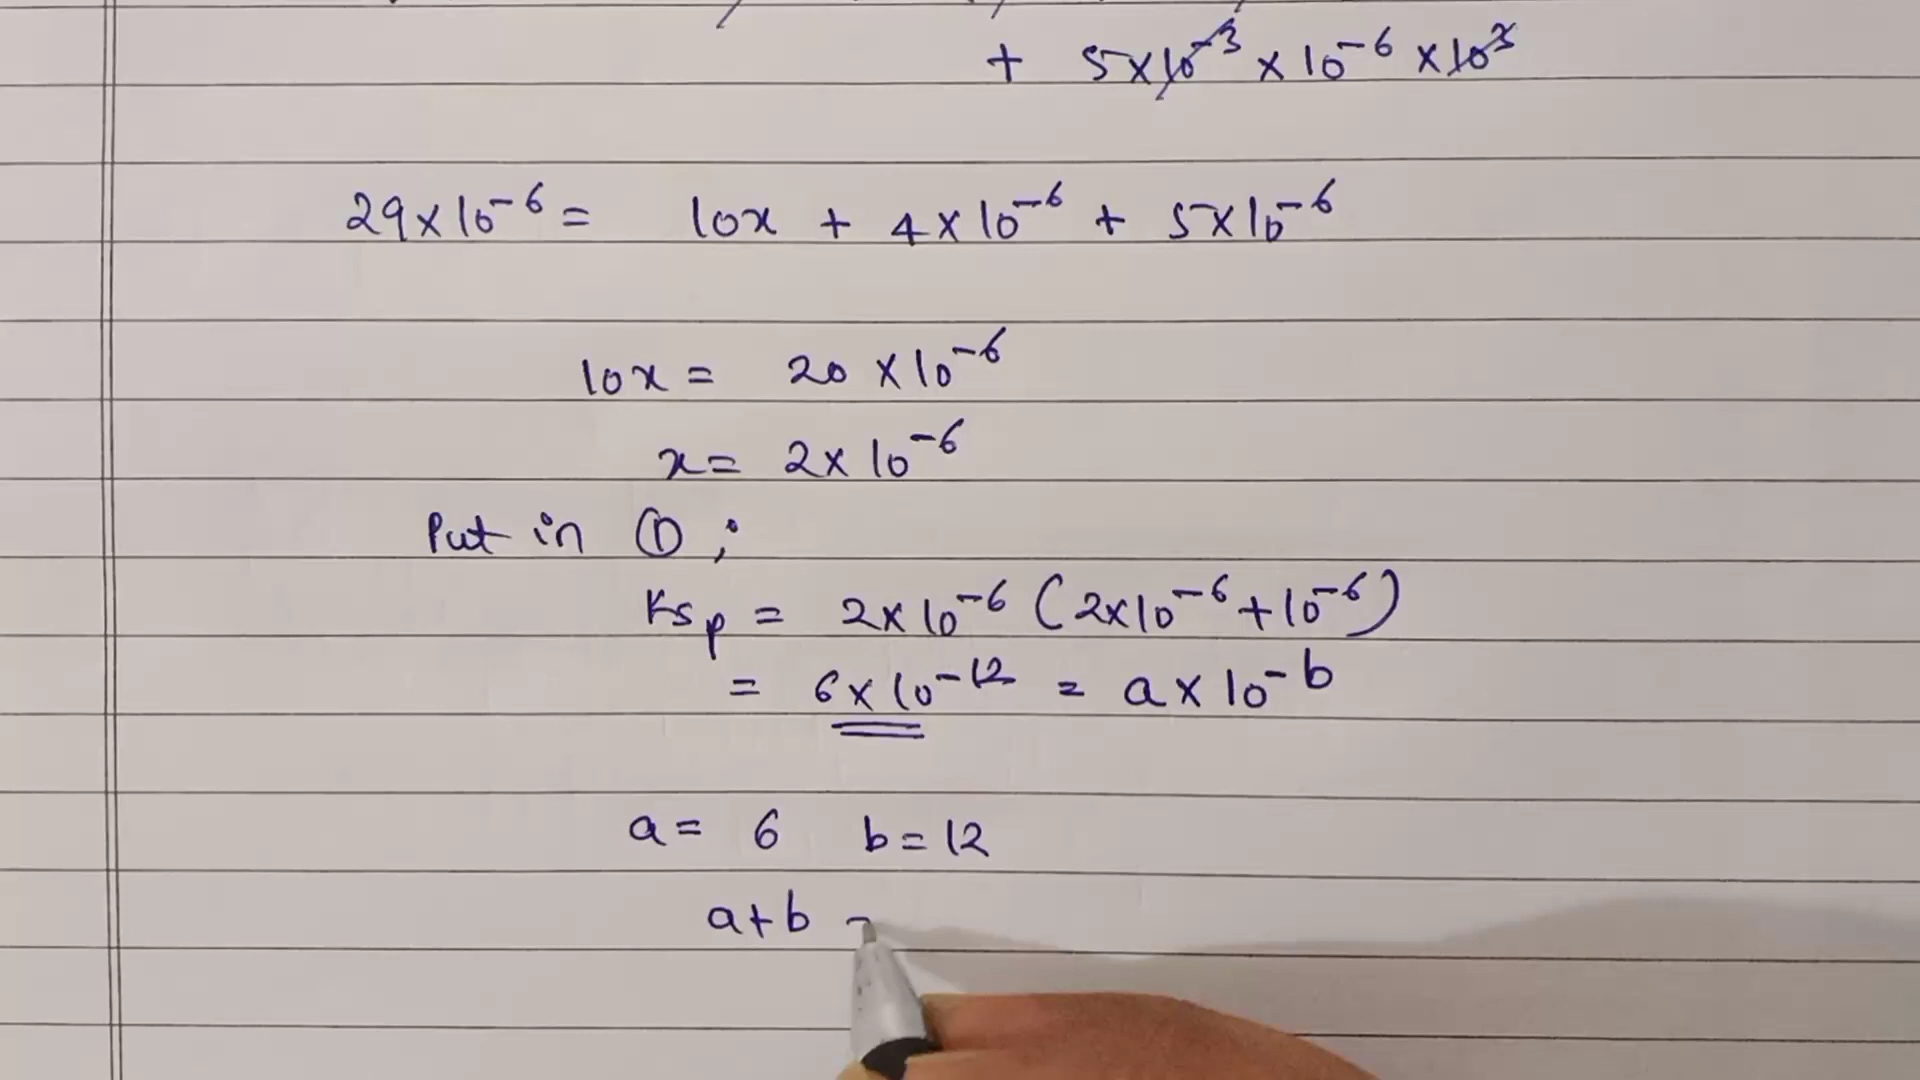 + 5×10⁻³ × 10⁻⁶ × 10³
29×10⁻⁶ = 10x + 4×10⁻⁶ + 5×10⁻⁶
10x = 20 × 10⁻⁶
x = 2×10⁻⁶
Put in ① ;
Ksp = 2×10⁻⁶ (2×10⁻⁶ + 10⁻⁶)
= 6×10⁻¹² = a×10⁻ᵇ
a = 6 b = 12
a+b